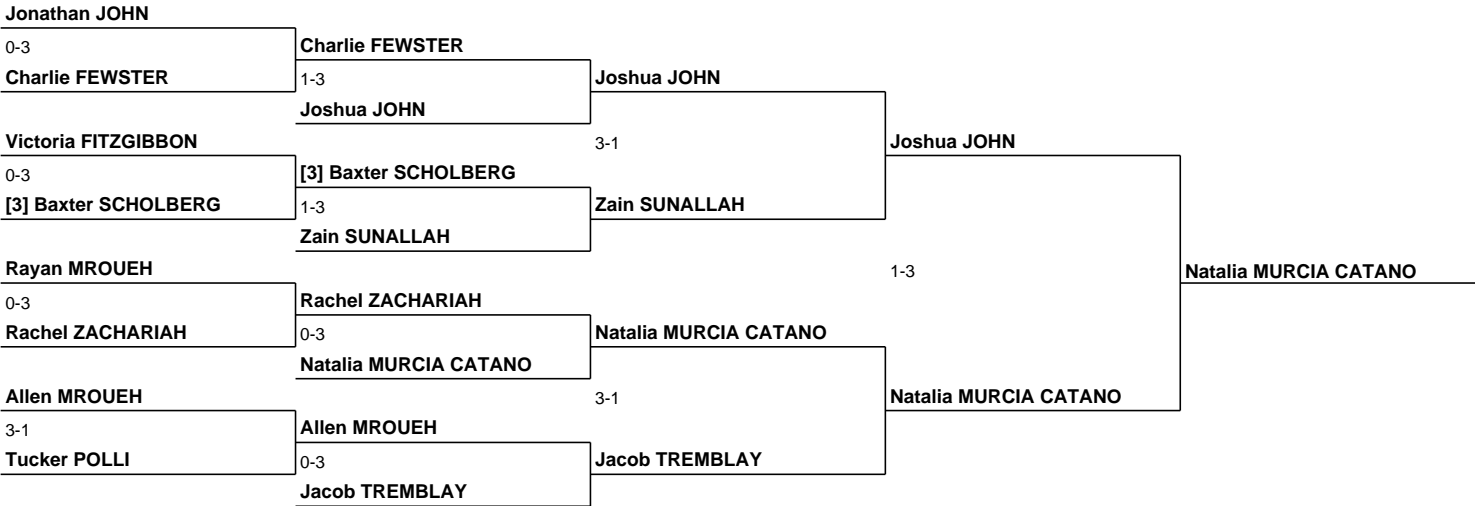 Jonathan JOHN
0-3
Charlie FEWSTER
Charlie FEWSTER
1-3
Joshua JOHN
Joshua JOHN
3-1
Joshua JOHN
Victoria FITZGIBBON
0-3
[3] Baxter SCHOLBERG
[3] Baxter SCHOLBERG
1-3
Zain SUNALLAH
Zain SUNALLAH
1-3
Natalia MURCIA CATANO
Rayan MROUEH
0-3
Rachel ZACHARIAH
Rachel ZACHARIAH
0-3
Natalia MURCIA CATANO
Natalia MURCIA CATANO
3-1
Natalia MURCIA CATANO
Allen MROUEH
3-1
Tucker POLLI
Allen MROUEH
0-3
Jacob TREMBLAY
Jacob TREMBLAY